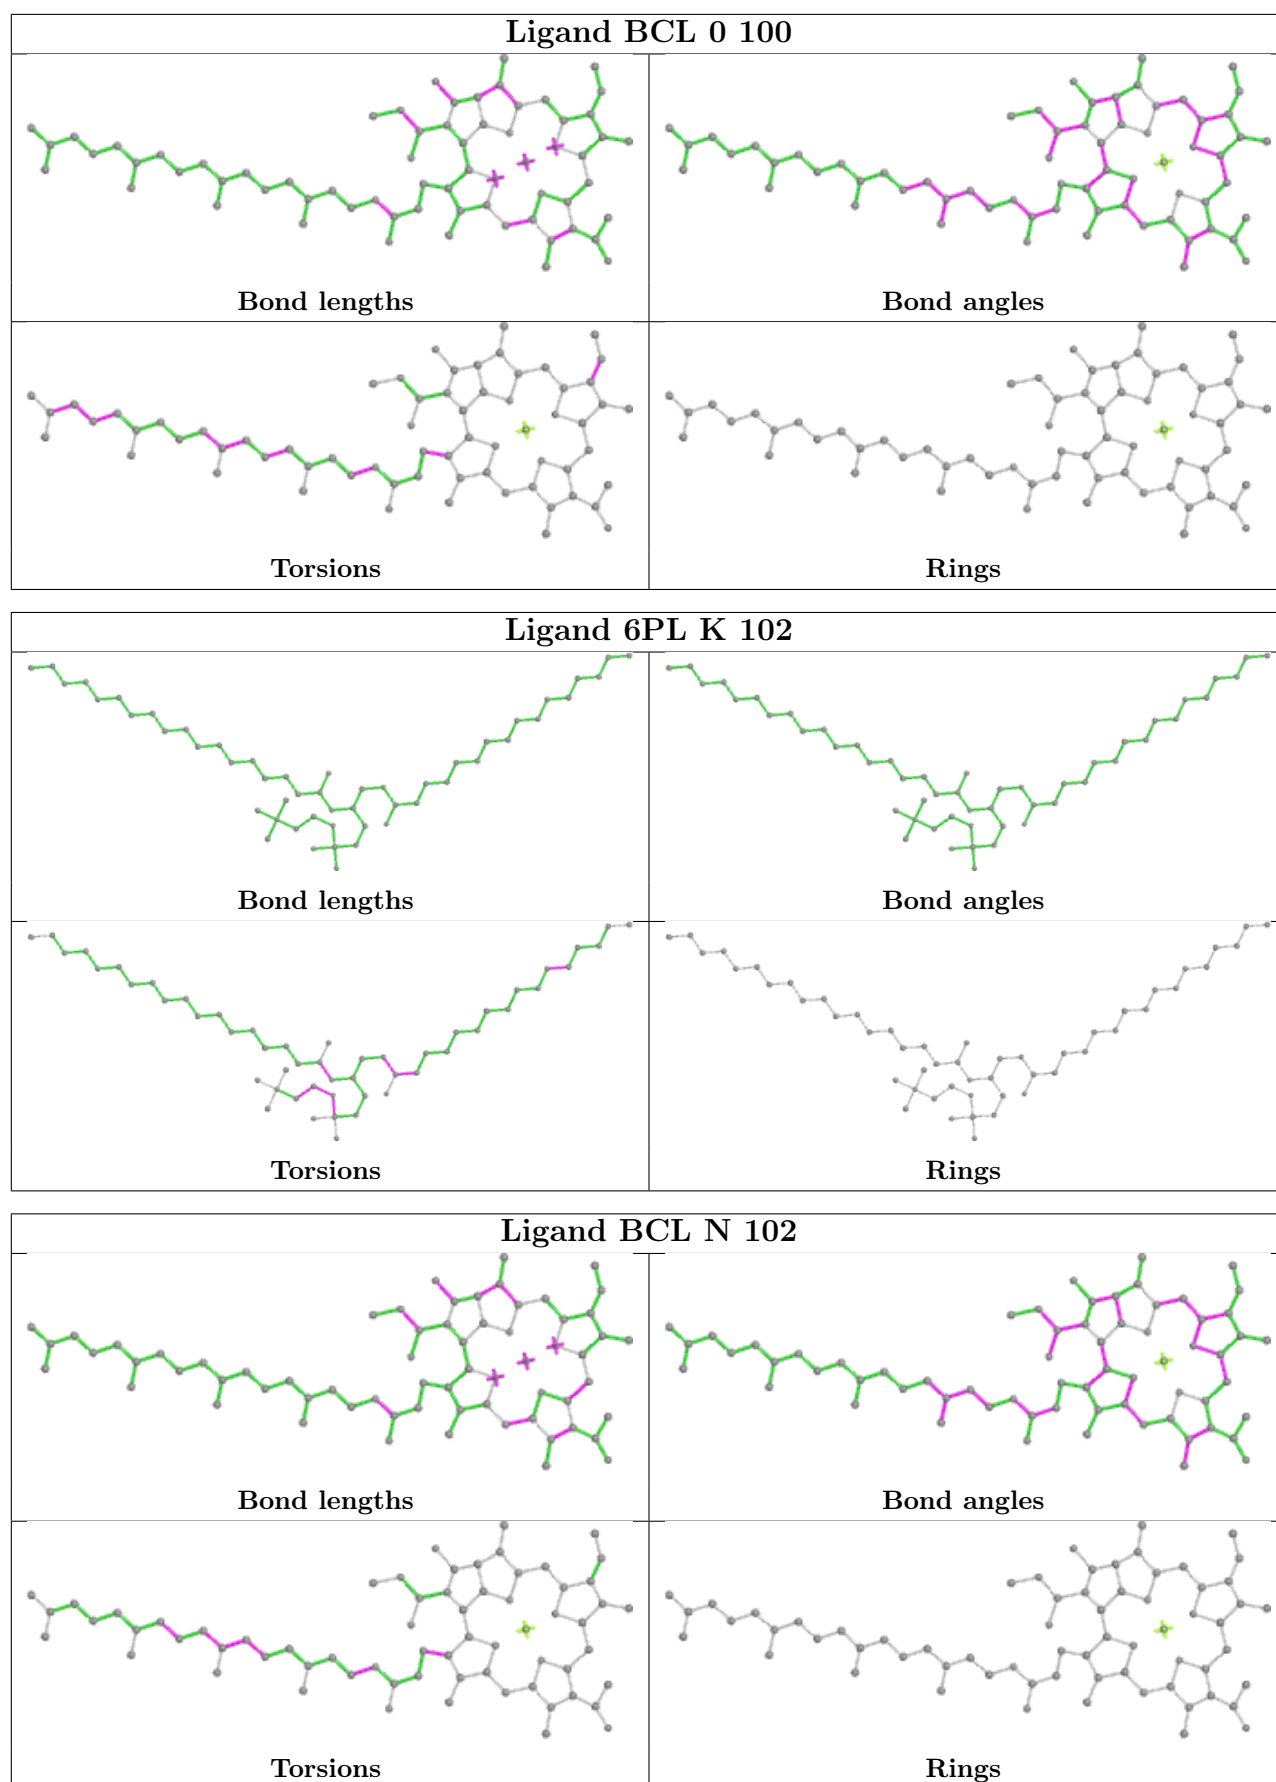 Ligand BCL 0 100
Bond lengths
Bond angles
Torsions
Rings
Ligand 6PL K 102
Bond lengths
Bond angles
Torsions
Rings
Ligand BCL N 102
Bond lengths
Bond angles
Torsions
Rings